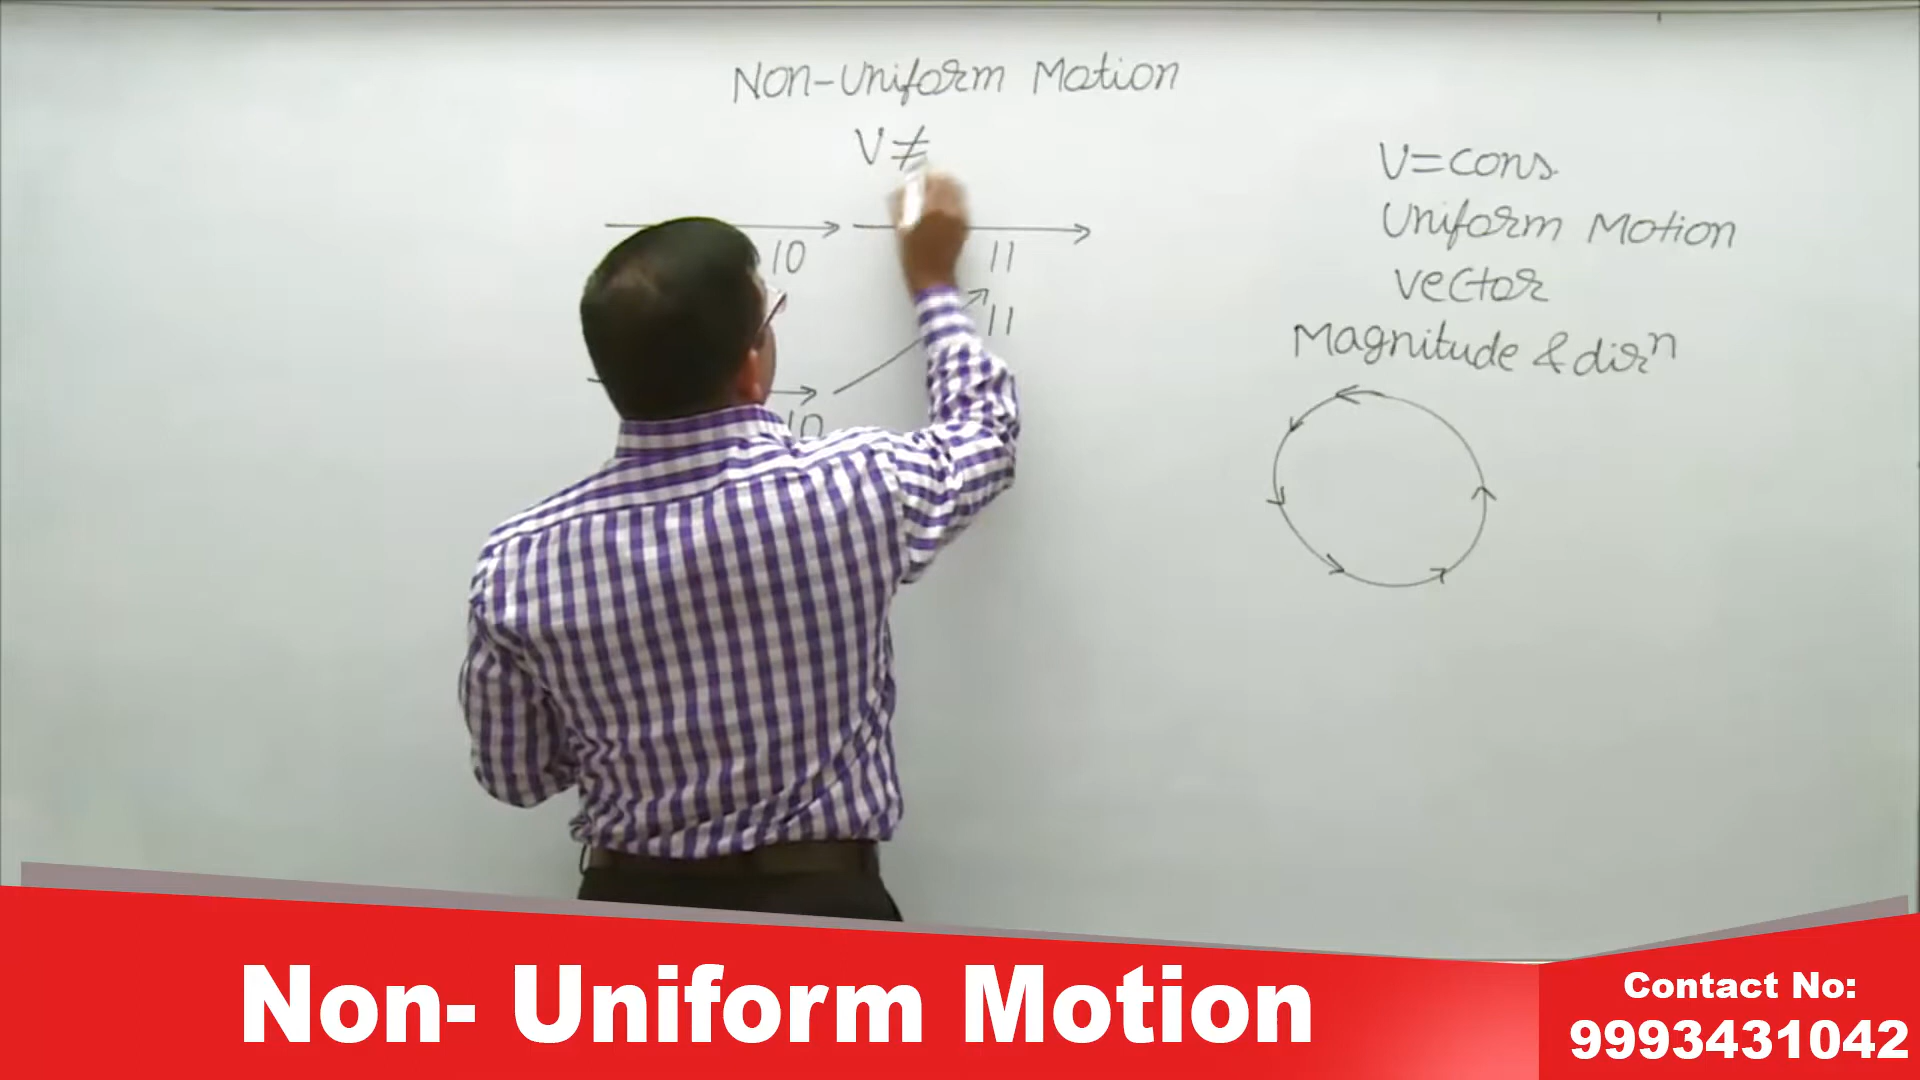 Non-Uniform Motion
V≠
10
11
11
10
V=cons.
Uniform Motion
Vector
Magnitude & dirⁿ
Non- Uniform Motion
Contact No:
9993431042